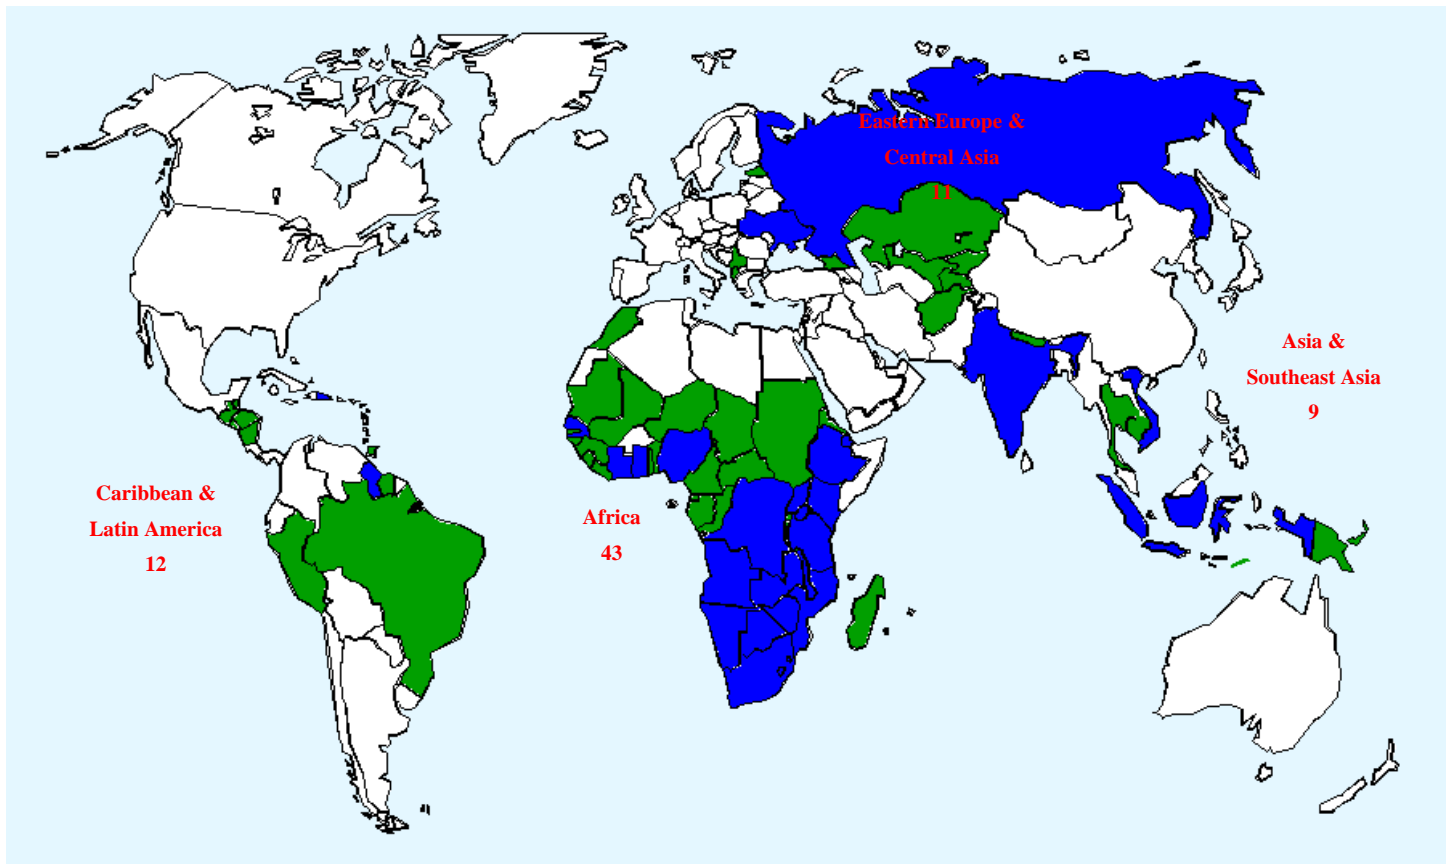 Eastern Europe &
Central Asia
11
Asia &
Southeast Asia
9
Caribbean &
Latin America
12
Africa
43